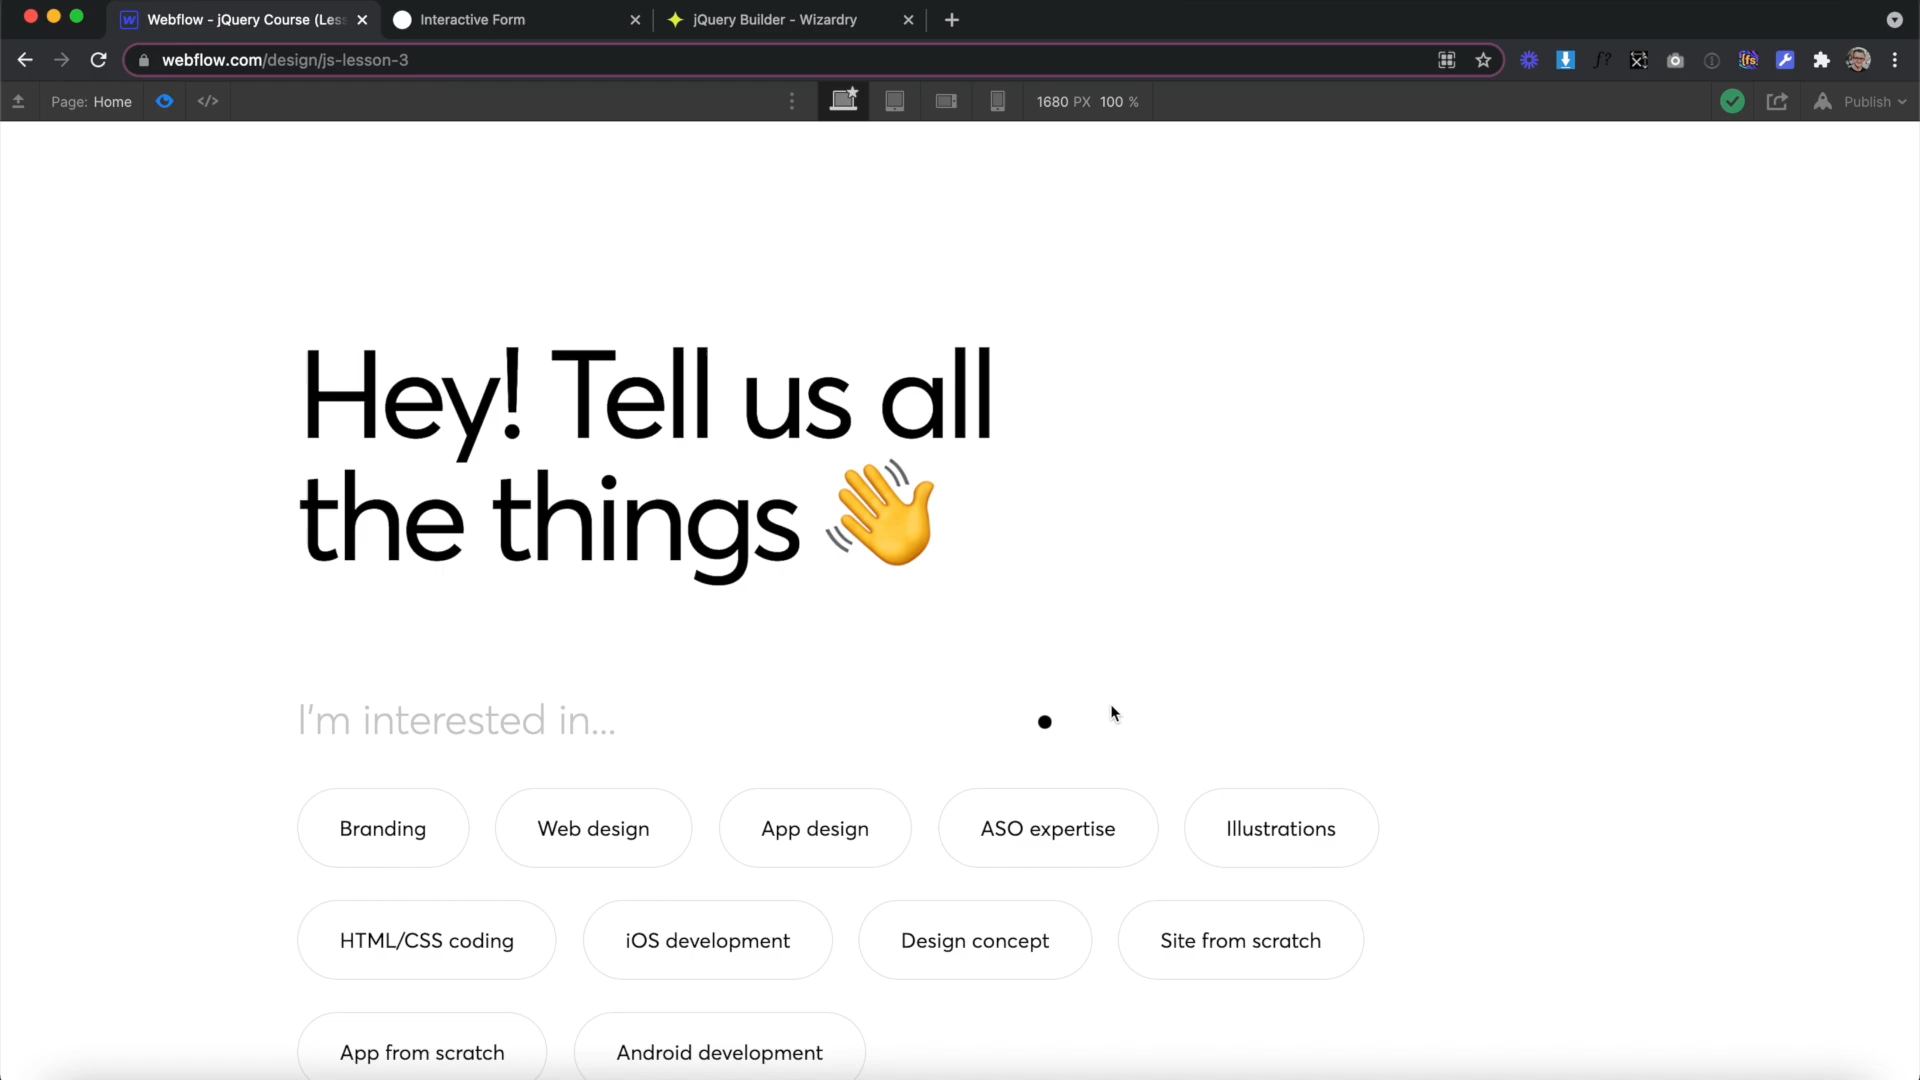 Webflow - jQuery Course (Les
Interactive Form
jQuery Builder - Wizardry
webflow.com/design/js-lesson-3
Page: Home
1680 PX 100 %
Publish
Hey! Tell us all
the things 👋
I'm interested in...
Branding
Web design
App design
ASO expertise
Illustrations
HTML/CSS coding
iOS development
Design concept
Site from scratch
App from scratch
Android development